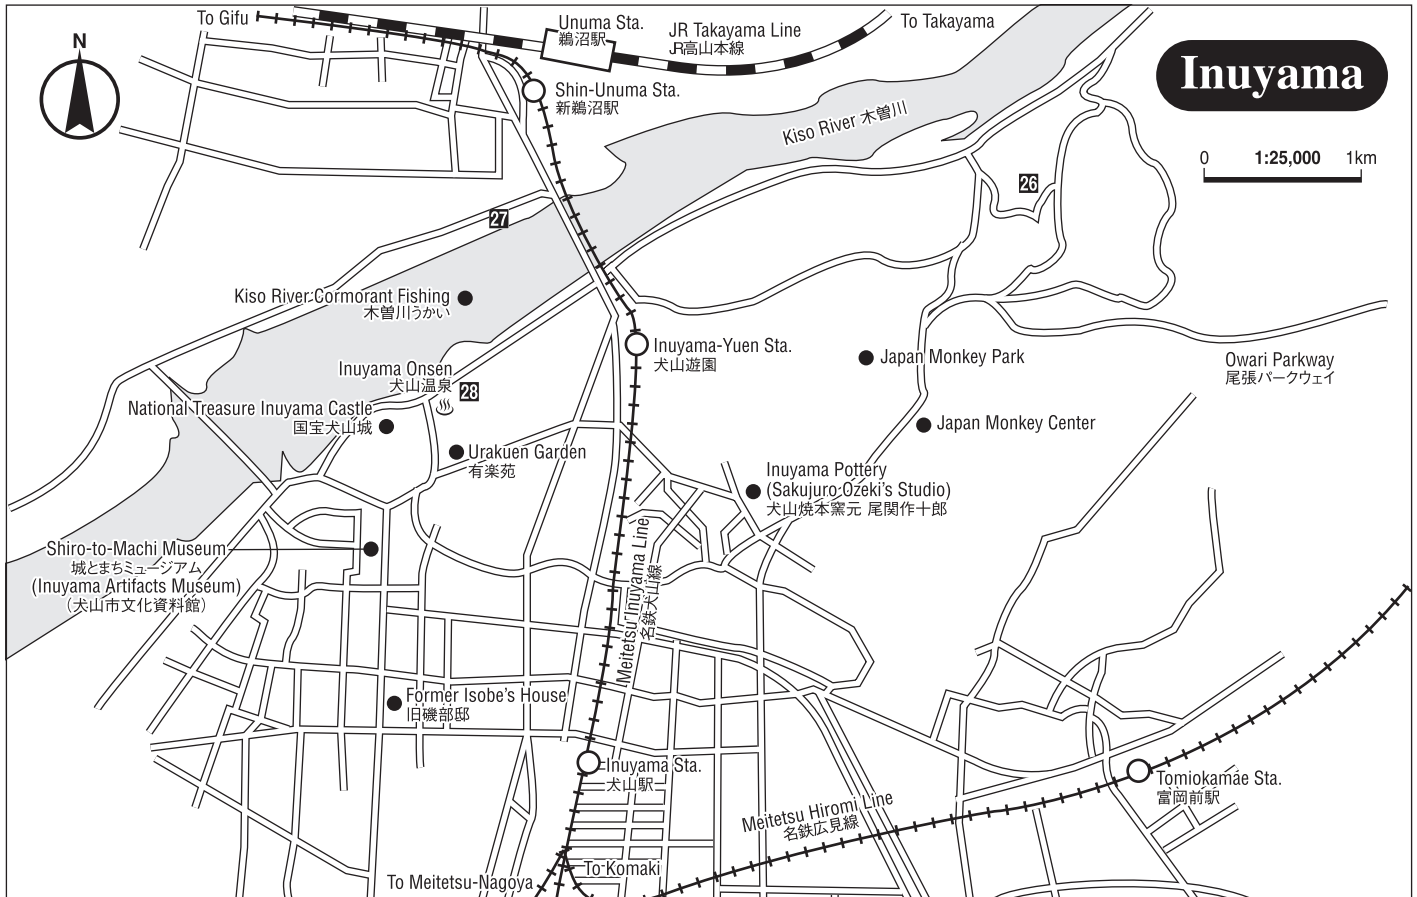 To Gifu
Unuma Sta.
鵜沼駅
JR Takayama Line
JR高山本線
To Takayama
N
Inuyama
Shin-Unuma Sta.
新鵜沼駅
Kiso River 木曽川
0 1:25,000 1km
26
27
Kiso River Cormorant Fishing
木曽川うかい
Inuyama-Yuen Sta.
犬山遊園
Japan Monkey Park
Owari Parkway
尾張パークウェイ
Inuyama Onsen
犬山温泉
28
National Treasure Inuyama Castle
国宝犬山城
Japan Monkey Center
Urakuen Garden
有楽苑
Inuyama Pottery
(Sakujuro Ozeki's Studio)
犬山焼本窯元 尾関作十郎
Shiro-to-Machi Museum
城とまちミュージアム
(Inuyama Artifacts Museum)
（犬山市文化資料館）
Meitetsu Inuyama Line
名鉄犬山線
Former Isobe's House
旧磯部邸
Inuyama Sta.
犬山駅
Tomiokamae Sta.
富岡前駅
Meitetsu Hiromi Line
名鉄広見線
To Komaki
To Meitetsu-Nagoya